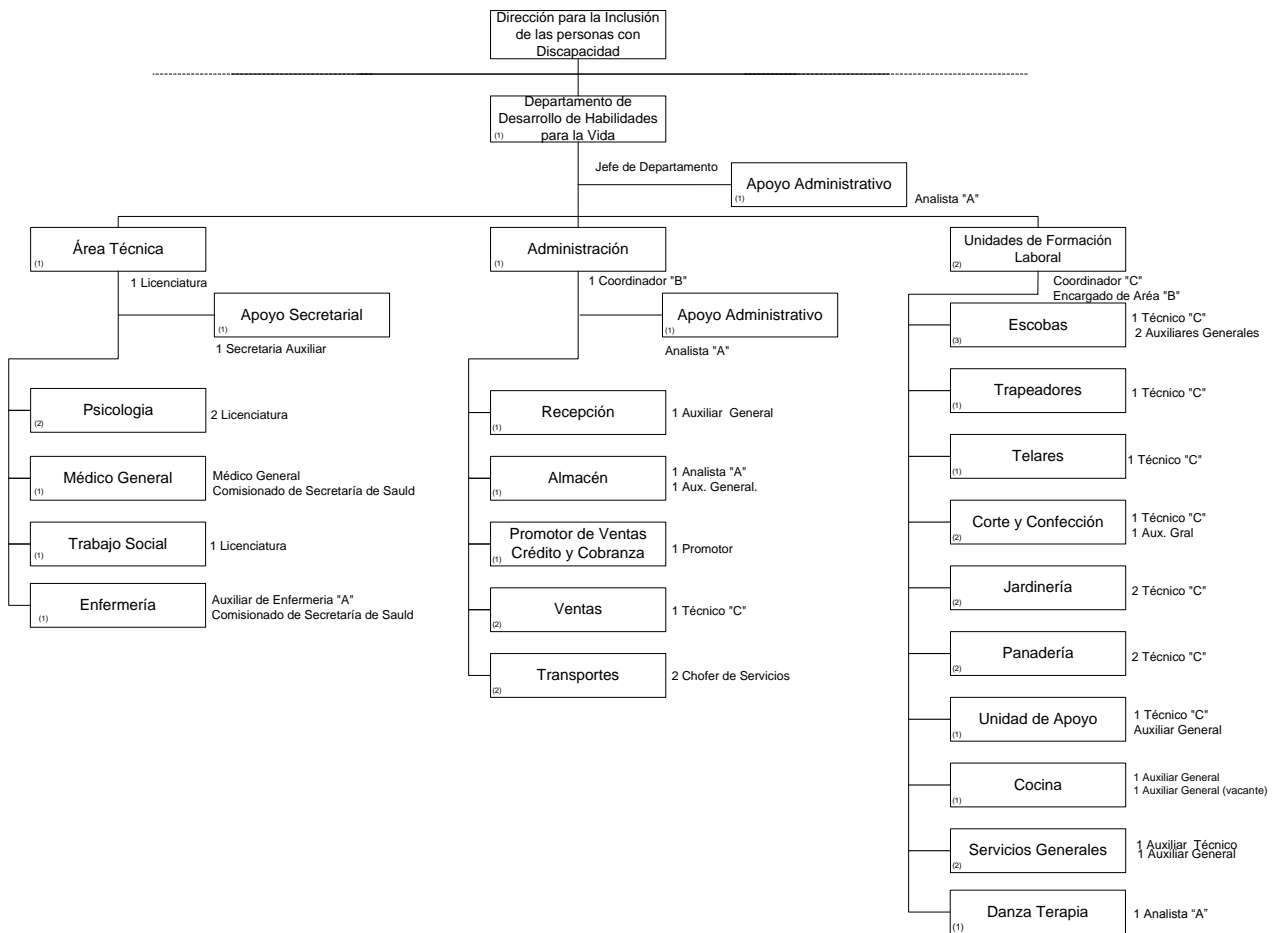 Dirección para la Inclusión
de las personas con
Discapacidad
Departamento de
Desarrollo de Habilidades
para la Vida
(1)
Jefe de Departamento
Apoyo Administrativo
(1)
Analista "A"
Área Técnica
(1)
1 Licenciatura
Apoyo Secretarial
(1)
1 Secretaria Auxiliar
Psicologia
(2)
2 Licenciatura
Médico General
(1)
Médico General
Comisionado de Secretaría de Sauld
Trabajo Social
(1)
1 Licenciatura
Enfermería
(1)
Auxiliar de Enfermeria "A"
Comisionado de Secretaría de Sauld
Administración
(1)
1 Coordinador "B"
Apoyo Administrativo
(1)
Analista "A"
Recepción
(1)
1 Auxiliar General
Almacén
(1)
1 Analista "A"
1 Aux. General.
Promotor de Ventas
Crédito y Cobranza
(1)
1 Promotor
Ventas
(2)
1 Técnico "C"
Transportes
(2)
2 Chofer de Servicios
Unidades de Formación
Laboral
(2)
Coordinador "C"
Encargado de Aréa "B"
Escobas
(3)
1 Técnico "C"
2 Auxiliares Generales
Trapeadores
(1)
1 Técnico "C"
Telares
(1)
1 Técnico "C"
Corte y Confección
(2)
1 Técnico "C"
1 Aux. Gral
Jardinería
(2)
2 Técnico "C"
Panadería
(2)
2 Técnico "C"
Unidad de Apoyo
(1)
1 Técnico "C"
Auxiliar General
Cocina
(1)
1 Auxiliar General
1 Auxiliar General (vacante)
Servicios Generales
(2)
1 Auxiliar Técnico
1 Auxiliar General
Danza Terapia
(1)
1 Analista “A”